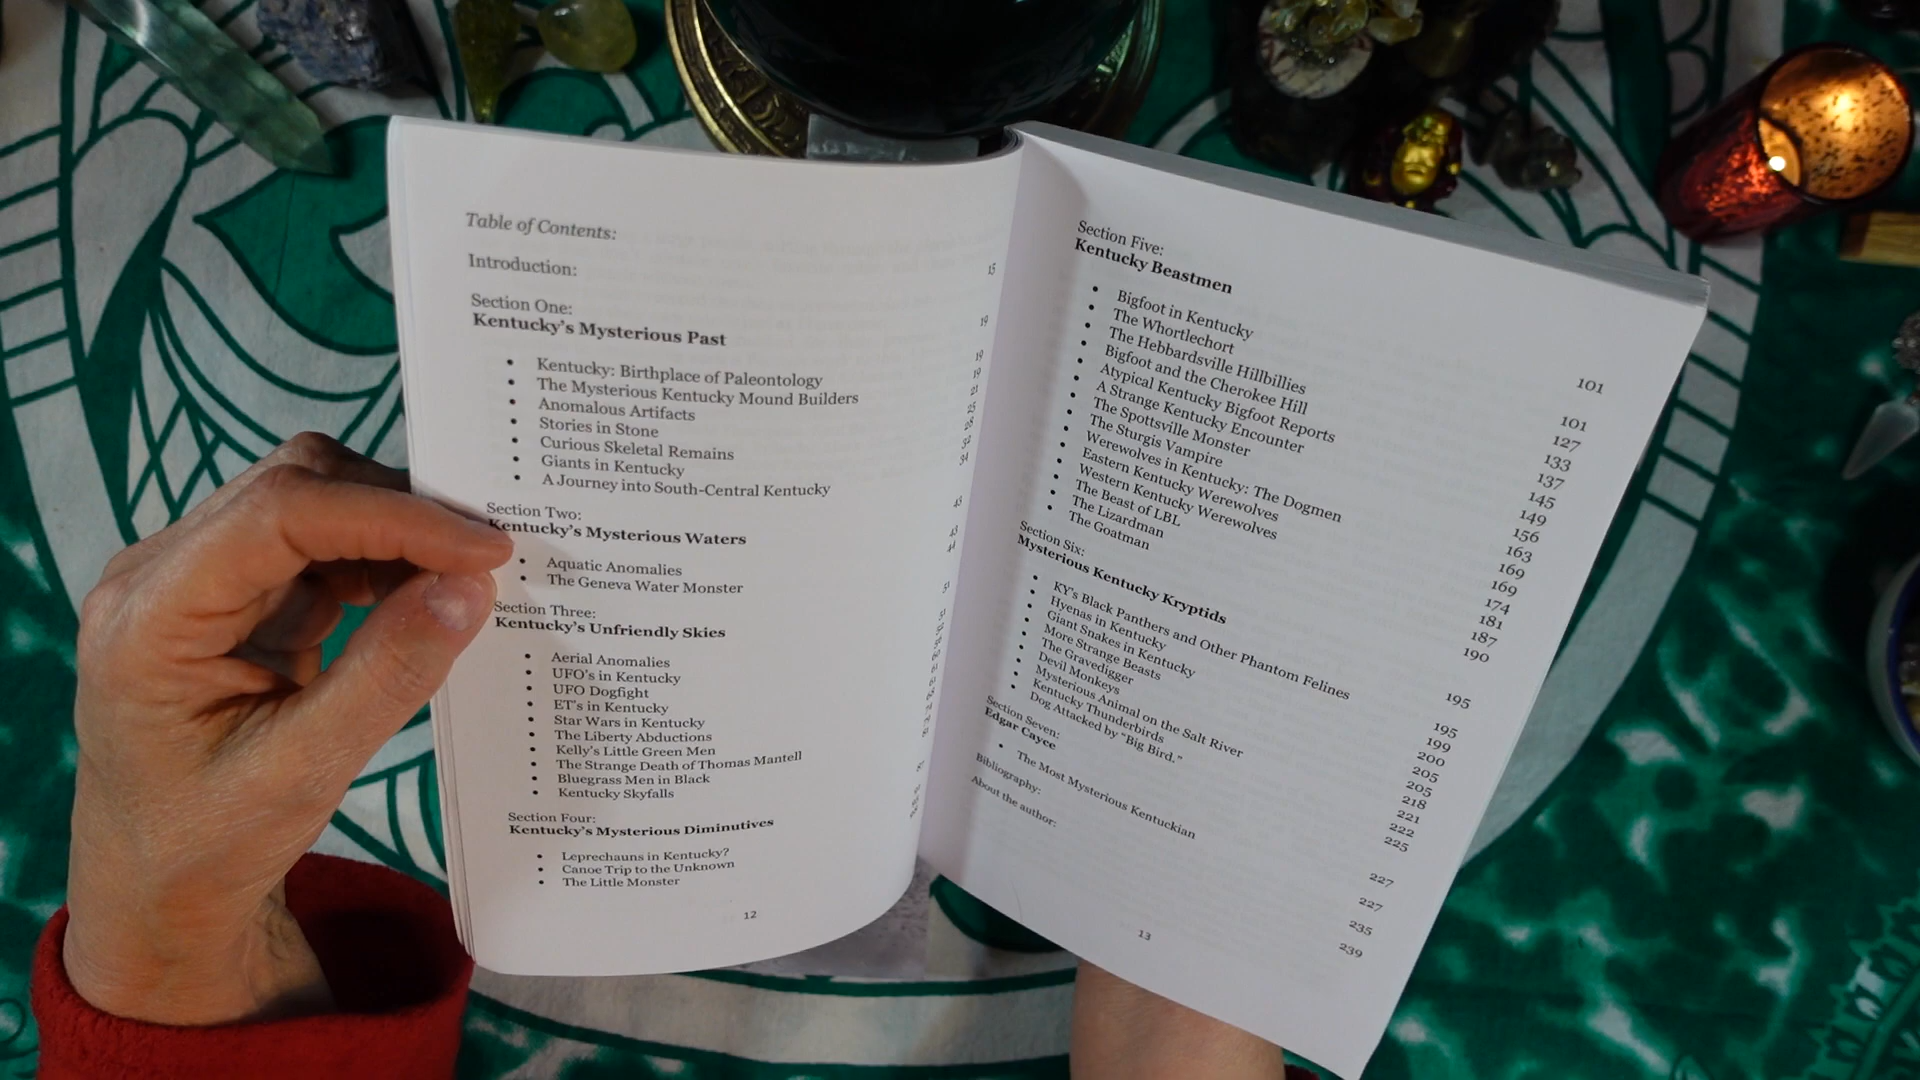 Table of Contents:
Introduction: 15
Section One: 19
Kentucky's Mysterious Past
• Kentucky: Birthplace of Paleontology 19
• The Mysterious Kentucky Mound Builders 19
• Anomalous Artifacts 21
• Stories in Stone 25
• Curious Skeletal Remains 28
• Giants in Kentucky 32
• A Journey into South-Central Kentucky 34
Section Two: 43
Kentucky's Mysterious Waters
• Aquatic Anomalies 43
• The Geneva Water Monster 44
Section Three: 51
Kentucky's Unfriendly Skies
• Aerial Anomalies
• UFO's in Kentucky
• UFO Dogfight
• ET's in Kentucky
• Star Wars in Kentucky
• The Liberty Abductions
• Kelly's Little Green Men
• The Strange Death of Thomas Mantell
• Bluegrass Men in Black
• Kentucky Skyfalls
Section Four:
Kentucky's Mysterious Diminutives
• Leprechauns in Kentucky?
• Canoe Trip to the Unknown
• The Little Monster
12
Section Five:
Kentucky Beastmen 101
• Bigfoot in Kentucky 101
• The Whortlechort 127
• The Hebbardsville Hillbillies 133
• Bigfoot and the Cherokee Hill 137
• Atypical Kentucky Bigfoot Reports 145
• A Strange Kentucky Encounter 149
• The Spottsville Monster 156
• The Sturgis Vampire 163
• Werewolves in Kentucky: The Dogmen 169
• Eastern Kentucky Werewolves 169
• Western Kentucky Werewolves 174
• The Beast of LBL 181
• The Lizardman 187
• The Goatman 190
Section Six:
Mysterious Kentucky Kryptids 195
• KY's Black Panthers and Other Phantom Felines 195
• Hyenas in Kentucky 199
• Giant Snakes in Kentucky 200
• More Strange Beasts 205
• The Gravedigger 205
• Devil Monkeys 218
• Mysterious Animal on the Salt River 221
• Kentucky Thunderbirds 222
• Dog Attacked by "Big Bird." 225
Section Seven:
Edgar Cayce 227
• The Most Mysterious Kentuckian 227
Bibliography: 235
About the author: 239
13